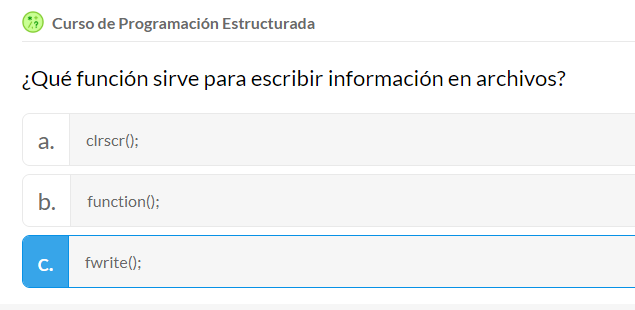 Curso de Programación Estructurada
¿Qué función sirve para escribir información en archivos?
a. clrscr();
b. function();
c. fwrite();